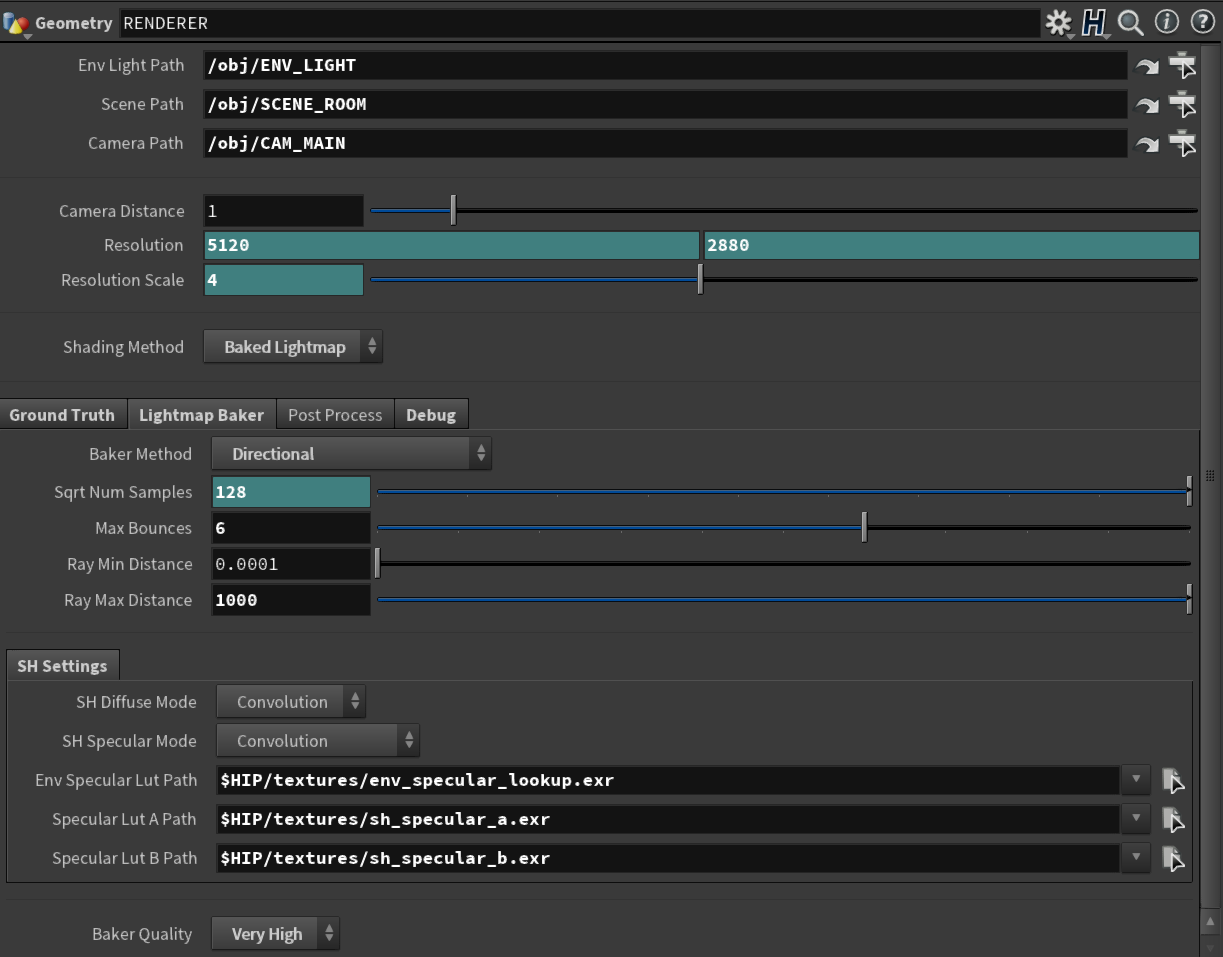 Geometry RENDERER
Env Light Path /obj/ENV_LIGHT
Scene Path /obj/SCENE_ROOM
Camera Path /obj/CAM_MAIN
Camera Distance 1
Resolution 5120 2880
Resolution Scale 4
Shading Method Baked Lightmap
Ground Truth Lightmap Baker Post Process Debug
Baker Method Directional
Sqrt Num Samples 128
Max Bounces 6
Ray Min Distance 0.0001
Ray Max Distance 1000
SH Settings
SH Diffuse Mode Convolution
SH Specular Mode Convolution
Env Specular Lut Path $HIP/textures/env_specular_lookup.exr
Specular Lut A Path $HIP/textures/sh_specular_a.exr
Specular Lut B Path $HIP/textures/sh_specular_b.exr
Baker Quality Very High